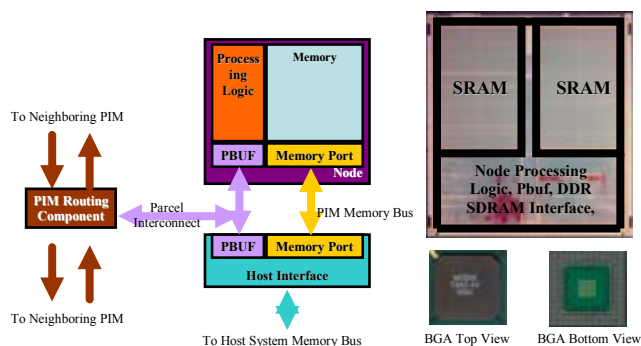 Process
ing
Logic
Memory
PBUF
Memory Port
Node
To Neighboring PIM
PIM Routing
Component
Parcel
Interconnect
PIM Memory Bus
PBUF
Memory Port
Host Interface
To Neighboring PIM
To Host System Memory Bus
SRAM
SRAM
Node Processing
Logic, Pbuf, DDR
SDRAM Interface,
BGA Top View
BGA Bottom View